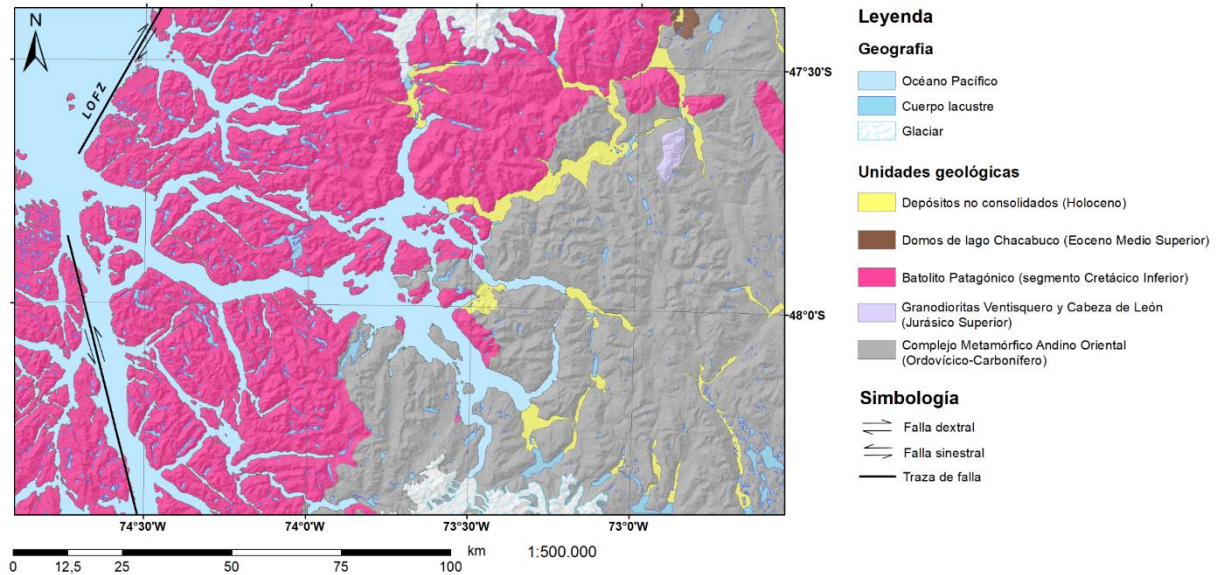 N
LOFZ
47°30'S
48°0'S
74°30'W
74°0'W
73°30'W
73°0'W
km
1:500.000
0
12,5
25
50
75
100
Leyenda
Geografia
Océano Pacífico
Cuerpo lacustre
Glaciar
Unidades geológicas
Depósitos no consolidados (Holoceno)
Domos de lago Chacabuco (Eoceno Medio Superior)
Batolito Patagónico (segmento Cretácico Inferior)
Granodioritas Ventisquero y Cabeza de León
(Jurásico Superior)
Complejo Metamórfico Andino Oriental
(Ordovícico-Carbonífero)
Simbología
Falla dextral
Falla sinestral
Traza de falla